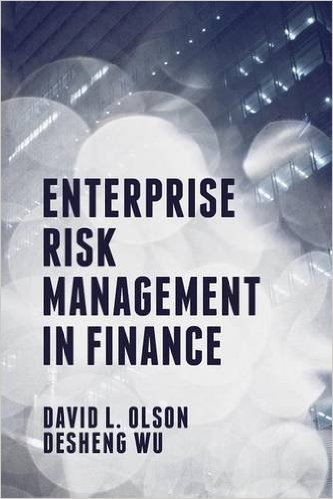 ENTERPRISE
RISK
MANAGEMENT
IN FINANCE
DAVID L. OLSON
DESHENG WU